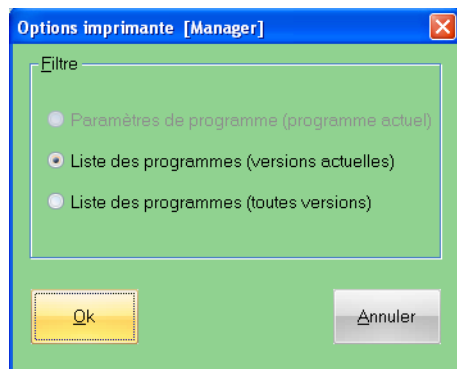 Options imprimante [Manager]
Filtre
Paramètres de programme (programme actuel)
Liste des programmes (versions actuelles)
Liste des programmes (toutes versions)
Ok
Annuler